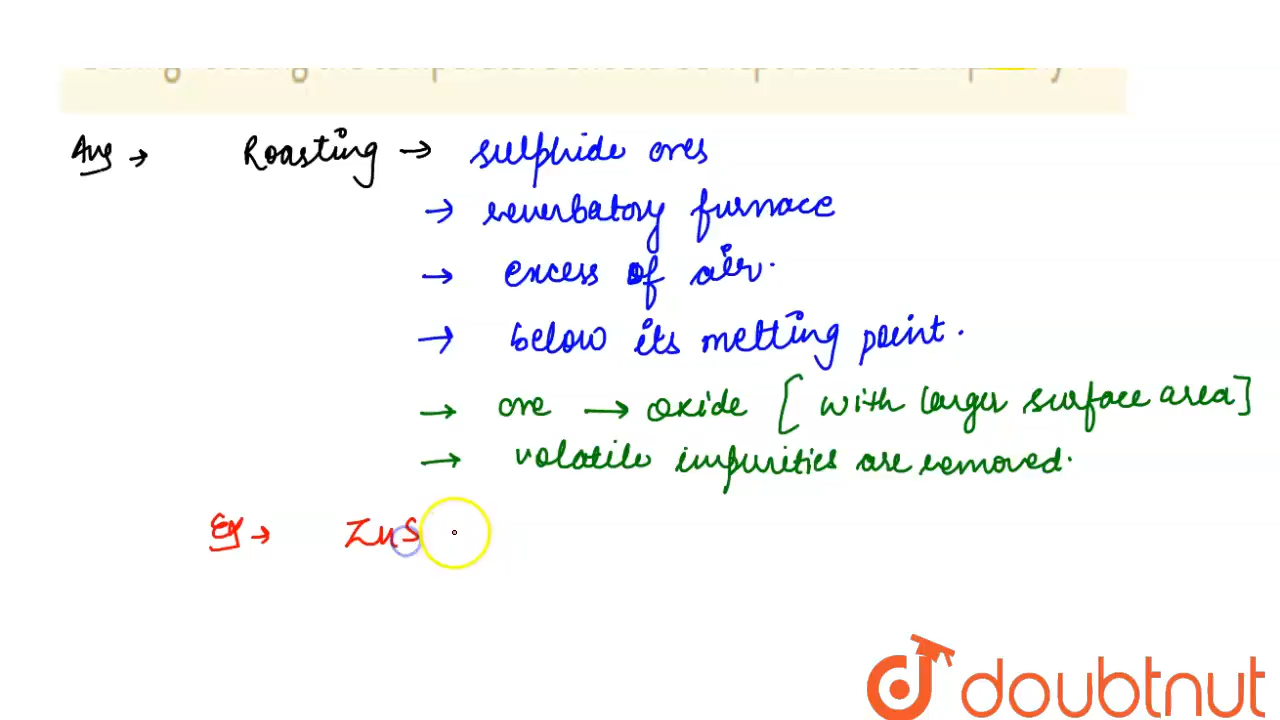 Ans → Roasting → sulphide ores
→ reverbatory furnace
→ excess of air.
→ below its melting point.
→ ore → oxide [with larger surface area]
→ volatile impurities are removed.
Ex → ZnS
doubtnut